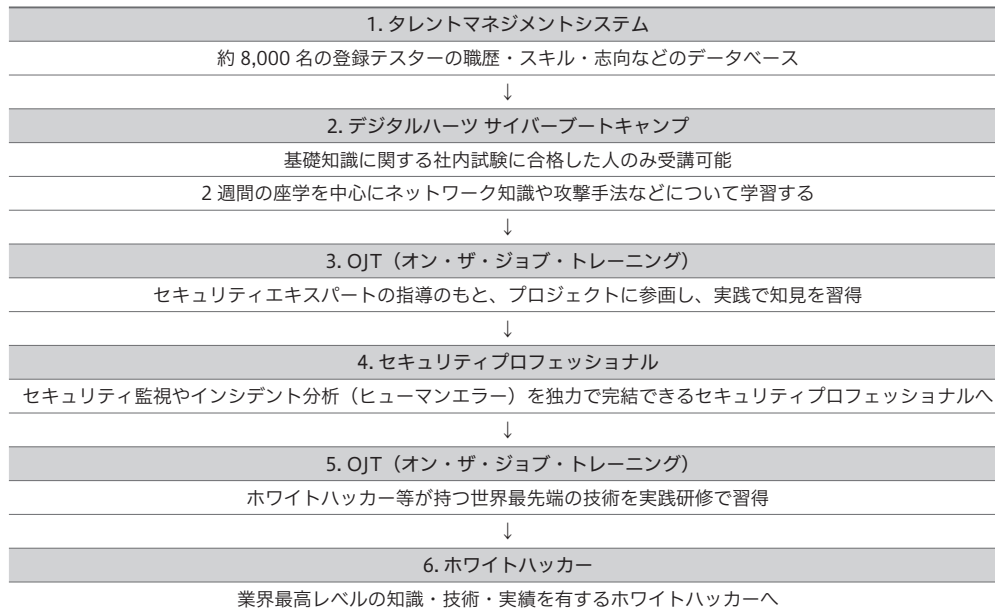 1. タレントマネジメントシステム
約 8,000 名の登録テスターの職歴・スキル・志向などのデータベース
↓
2. デジタルハーツ サイバーブートキャンプ
基礎知識に関する社内試験に合格した人のみ受講可能
2 週間の座学を中心にネットワーク知識や攻撃手法などについて学習する
↓
3. OJT（オン・ザ・ジョブ・トレーニング）
セキュリティエキスパートの指導のもと、プロジェクトに参画し、実践で知見を習得
↓
4. セキュリティプロフェッショナル
セキュリティ監視やインシデント分析（ヒューマンエラー）を独力で完結できるセキュリティプロフェッショナルへ
↓
5. OJT（オン・ザ・ジョブ・トレーニング）
ホワイトハッカー等が持つ世界最先端の技術を実践研修で習得
↓
6. ホワイトハッカー
業界最高レベルの知識・技術・実績を有するホワイトハッカーへ